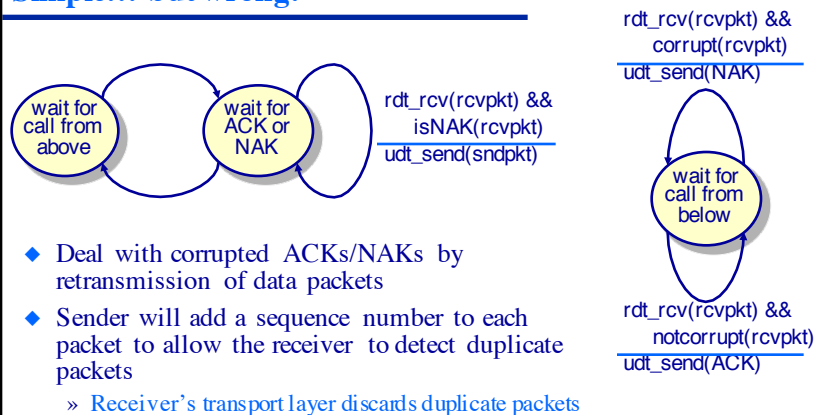 rdt_rcv(rcvpkt) &&
corrupt(rcvpkt)
udt_send(NAK)
wait for
call from
above
wait for
ACK or
NAK
rdt_rcv(rcvpkt) &&
isNAK(rcvpkt)
udt_send(sndpkt)
wait for
call from
below
◆ Deal with corrupted ACKs/NAKs by
retransmission of data packets
◆ Sender will add a sequence number to each
packet to allow the receiver to detect duplicate
packets
» Receiver's transport layer discards duplicate packets
rdt_rcv(rcvpkt) &&
notcorrupt(rcvpkt)
udt_send(ACK)